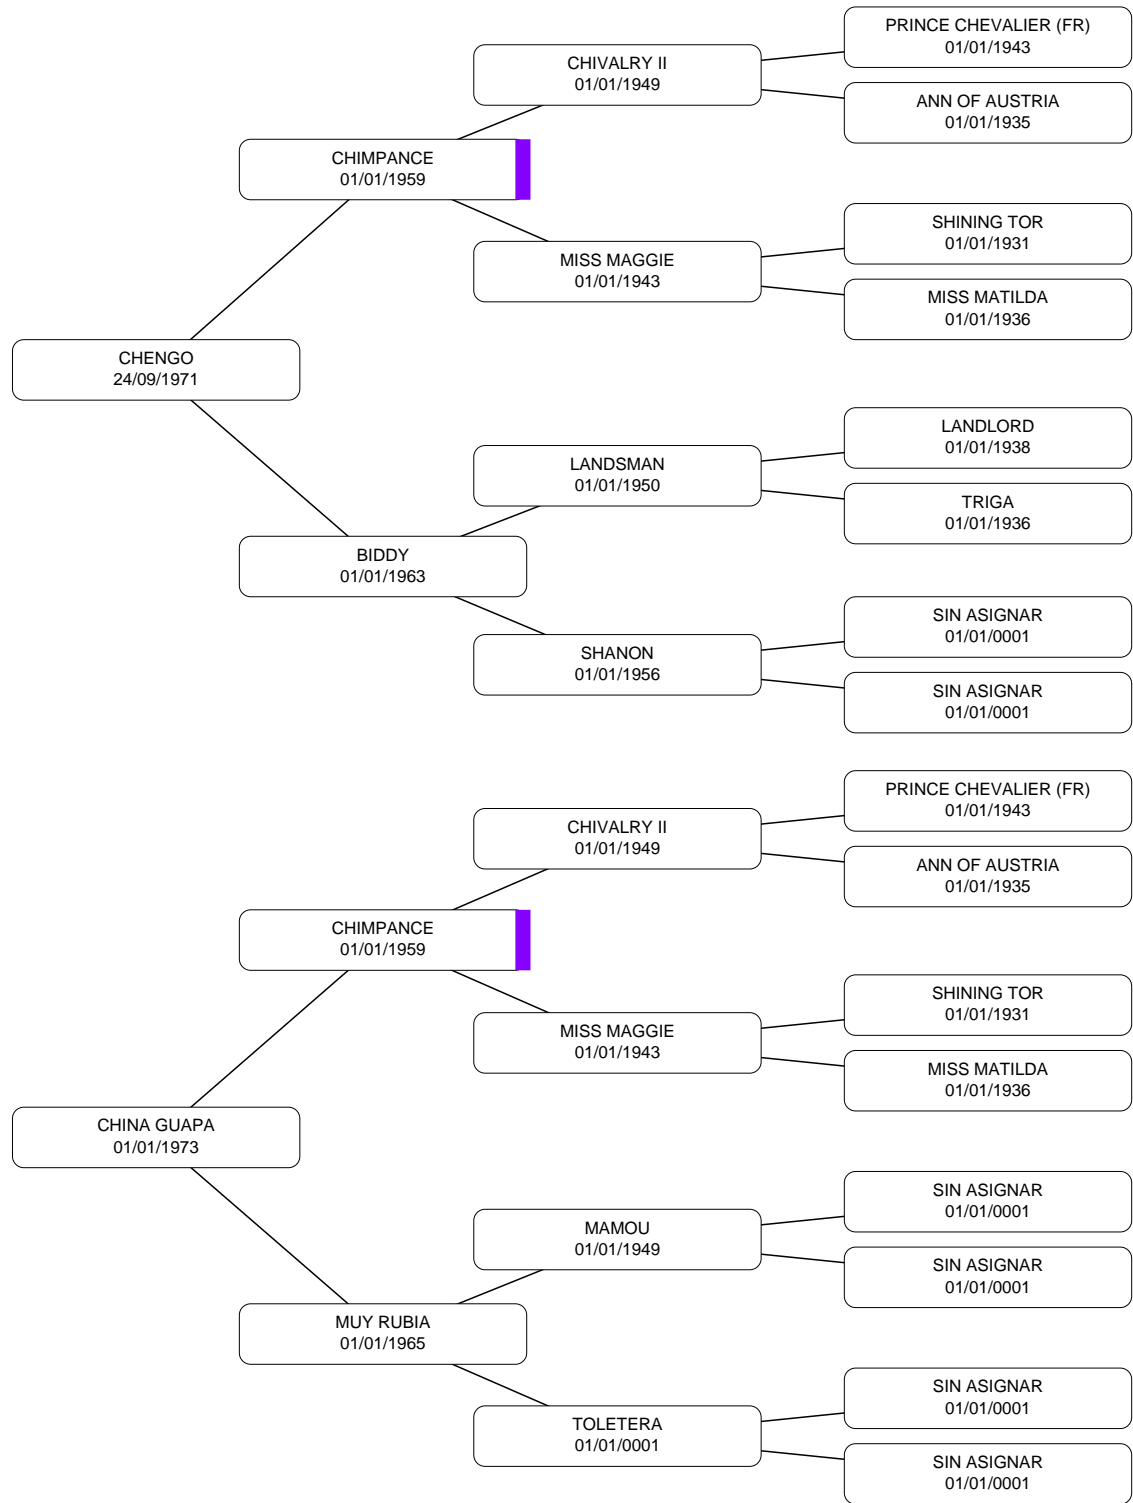 PRINCE CHEVALIER (FR)
01/01/1943
CHIVALRY II
01/01/1949
ANN OF AUSTRIA
01/01/1935
CHIMPANCE
01/01/1959
SHINING TOR
01/01/1931
MISS MAGGIE
01/01/1943
MISS MATILDA
01/01/1936
CHENGO
24/09/1971
LANDLORD
01/01/1938
LANDSMAN
01/01/1950
TRIGA
01/01/1936
BIDDY
01/01/1963
SIN ASIGNAR
01/01/0001
SHANON
01/01/1956
SIN ASIGNAR
01/01/0001
PRINCE CHEVALIER (FR)
01/01/1943
CHIVALRY II
01/01/1949
ANN OF AUSTRIA
01/01/1935
CHIMPANCE
01/01/1959
SHINING TOR
01/01/1931
MISS MAGGIE
01/01/1943
MISS MATILDA
01/01/1936
CHINA GUAPA
01/01/1973
SIN ASIGNAR
01/01/0001
MAMOU
01/01/1949
SIN ASIGNAR
01/01/0001
MUY RUBIA
01/01/1965
SIN ASIGNAR
01/01/0001
TOLETERA
01/01/0001
SIN ASIGNAR
01/01/0001